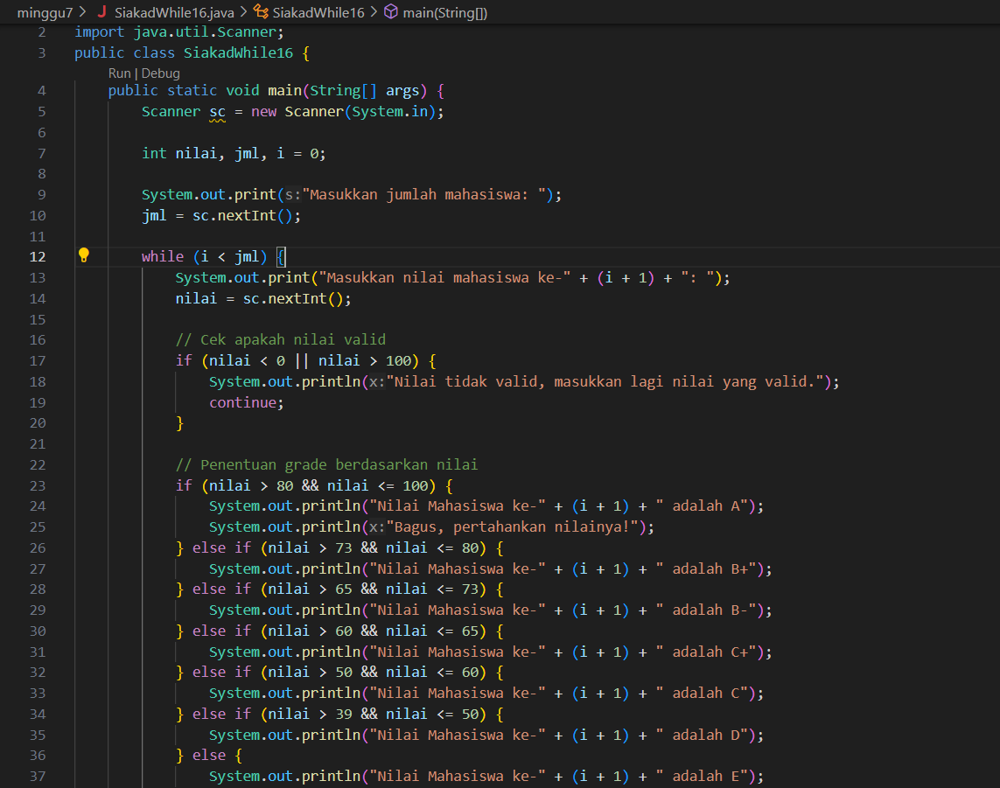 minggu7 > J SiakadWhile16.java > SiakadWhile16 > main(String[])
2 import java.util.Scanner;
3 public class SiakadWhile16 {
Run | Debug
4 public static void main(String[] args) {
5 Scanner sc = new Scanner(System.in);
6
7 int nilai, jml, i = 0;
8
9 System.out.print(s:"Masukkan jumlah mahasiswa: ");
10 jml = sc.nextInt();
11
12 while (i < jml) {
13 System.out.print("Masukkan nilai mahasiswa ke-" + (i + 1) + ": ");
14 nilai = sc.nextInt();
15
16 // Cek apakah nilai valid
17 if (nilai < 0 || nilai > 100) {
18 System.out.println(x:"Nilai tidak valid, masukkan lagi nilai yang valid.");
19 continue;
20 }
21
22 // Penentuan grade berdasarkan nilai
23 if (nilai > 80 && nilai <= 100) {
24 System.out.println("Nilai Mahasiswa ke-" + (i + 1) + " adalah A");
25 System.out.println(x:"Bagus, pertahankan nilainya!");
26 } else if (nilai > 73 && nilai <= 80) {
27 System.out.println("Nilai Mahasiswa ke-" + (i + 1) + " adalah B+");
28 } else if (nilai > 65 && nilai <= 73) {
29 System.out.println("Nilai Mahasiswa ke-" + (i + 1) + " adalah B-");
30 } else if (nilai > 60 && nilai <= 65) {
31 System.out.println("Nilai Mahasiswa ke-" + (i + 1) + " adalah C+");
32 } else if (nilai > 50 && nilai <= 60) {
33 System.out.println("Nilai Mahasiswa ke-" + (i + 1) + " adalah C");
34 } else if (nilai > 39 && nilai <= 50) {
35 System.out.println("Nilai Mahasiswa ke-" + (i + 1) + " adalah D");
36 } else {
37 System.out.println("Nilai Mahasiswa ke-" + (i + 1) + " adalah E");